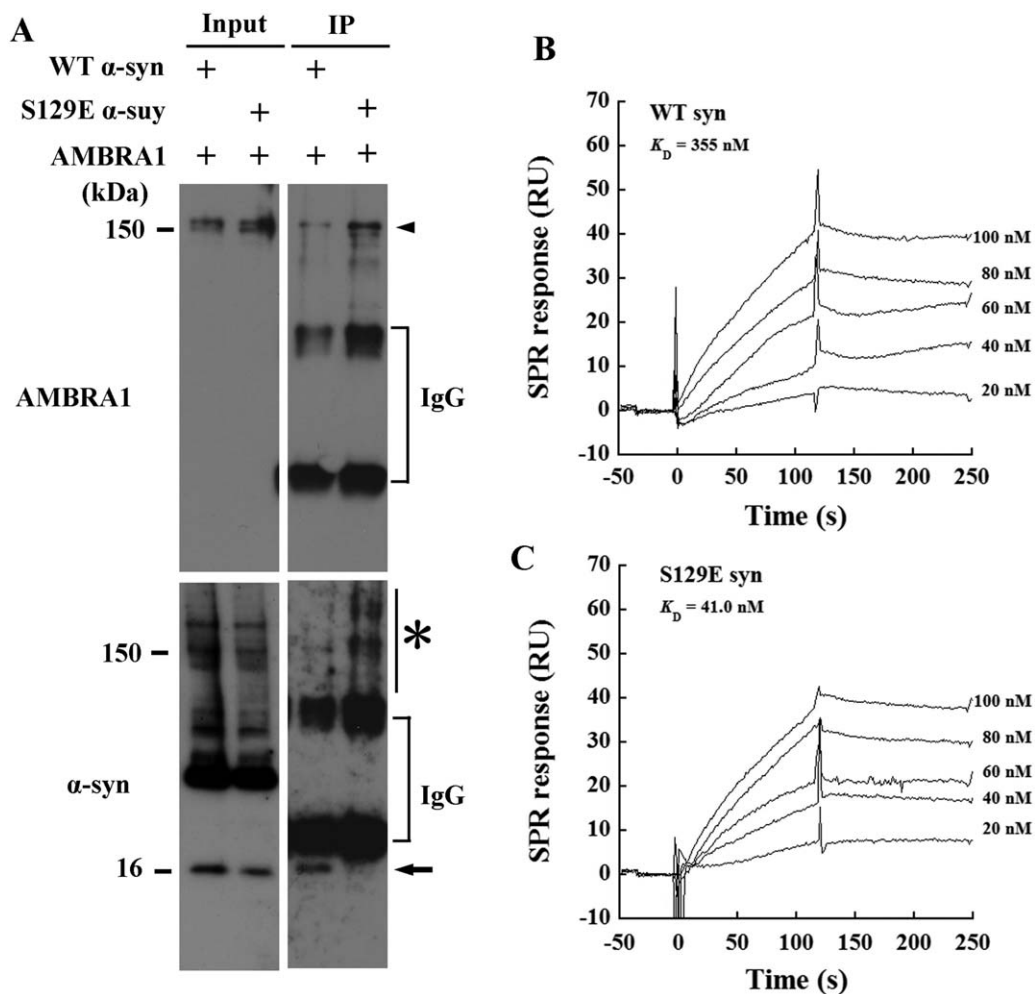 A
Input IP
WT α-syn + +
S129E α-suy + +
AMBRA1 + + + +
(kDa)
150
AMBRA1
IgG
150
*
α-syn
IgG
16
B
WT syn
KD = 355 nM
SPR response (RU)
70
60
50
40
30
20
10
0
-10
100 nM
80 nM
60 nM
40 nM
20 nM
-50 0 50 100 150 200 250
Time (s)
C
S129E syn
KD = 41.0 nM
SPR response (RU)
70
60
50
40
30
20
10
0
-10
100 nM
80 nM
60 nM
40 nM
20 nM
-50 0 50 100 150 200 250
Time (s)